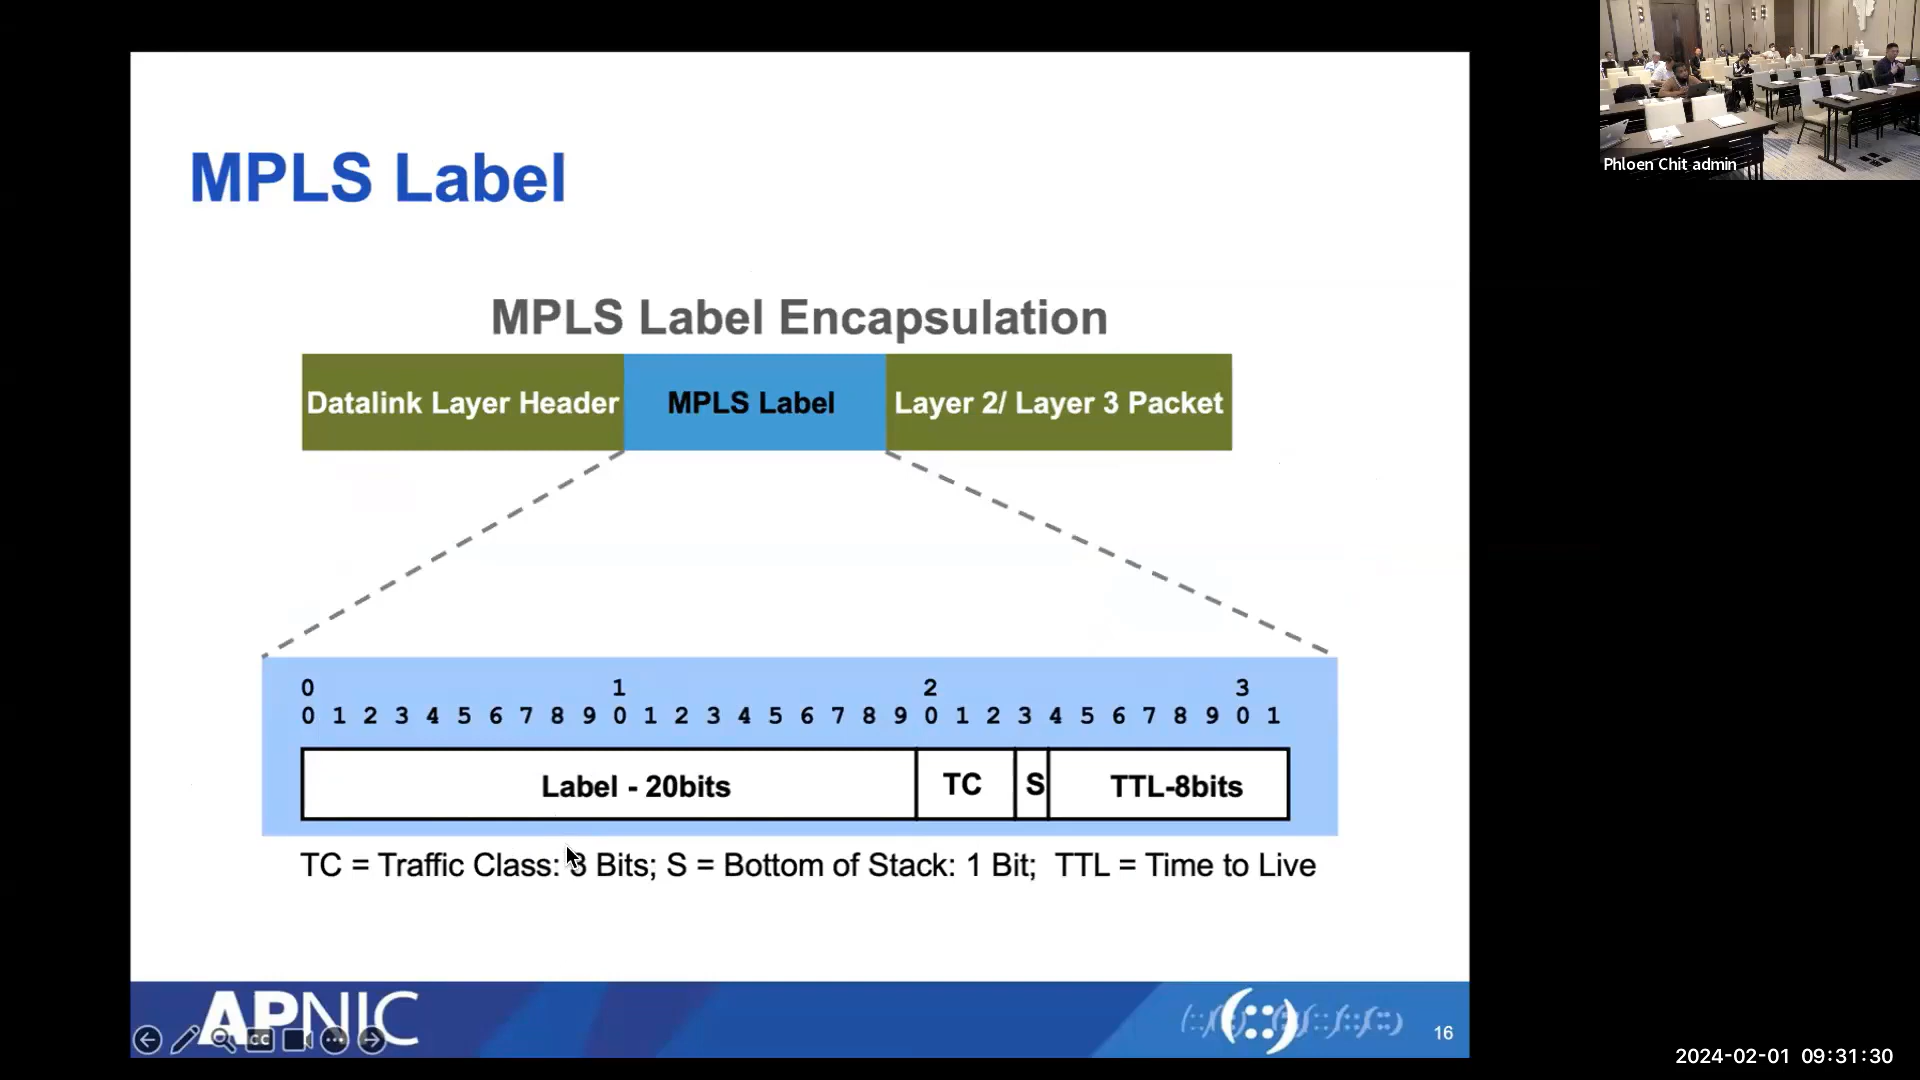 MPLS Label
MPLS Label Encapsulation
Datalink Layer Header MPLS Label Layer 2/ Layer 3 Packet
0 1 2 3
0 1 2 3 4 5 6 7 8 9 0 1 2 3 4 5 6 7 8 9 0 1 2 3 4 5 6 7 8 9 0 1
Label - 20bits TC S TTL-8bits
TC = Traffic Class: 3 Bits; S = Bottom of Stack: 1 Bit; TTL = Time to Live
APNIC
CC
16
Phloen Chit admin
2024-02-01 09:31:30